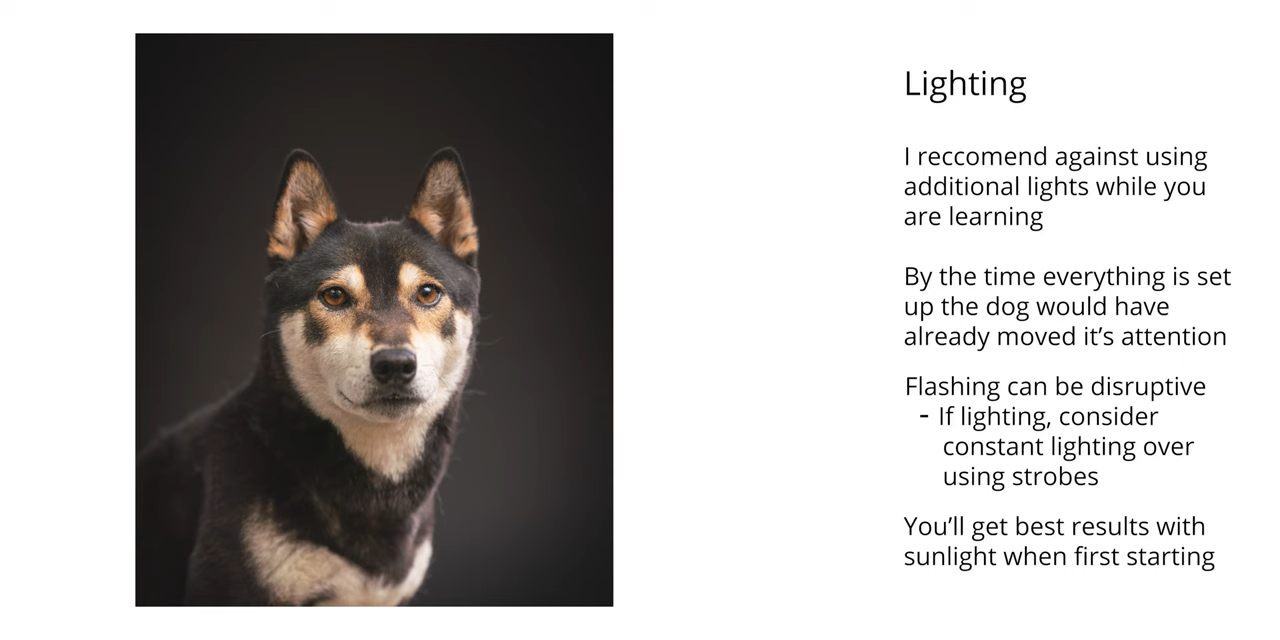 Lighting
I reccomend against using
additional lights while you
are learning
By the time everything is set
up the dog would have
already moved it’s attention
Flashing can be disruptive
- If lighting, consider
constant lighting over
using strobes
You’ll get best results with
sunlight when first starting